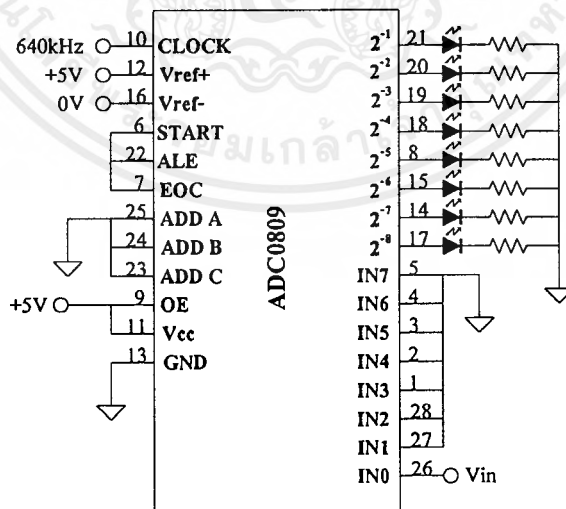 640kHz 10 CLOCK
+5V 12 Vref+
0V 16 Vref-
6 START
22 ALE
7 EOC
25 ADD A
24 ADD B
23 ADD C
+5V 9 OE
11 Vcc
13 GND
ADC0809
2-1 21
2-2 20
2-3 19
2-4 18
2-5 8
2-6 15
2-7 14
2-8 17
IN7 5
IN6 4
IN5 3
IN4 2
IN3 1
IN2 28
IN1 27
IN0 26 Vin